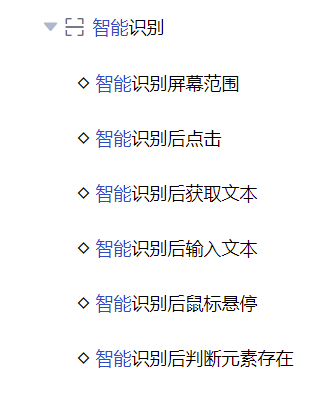 智能识别
智能识别屏幕范围
智能识别后点击
智能识别后获取文本
智能识别后输入文本
智能识别后鼠标悬停
智能识别后判断元素存在